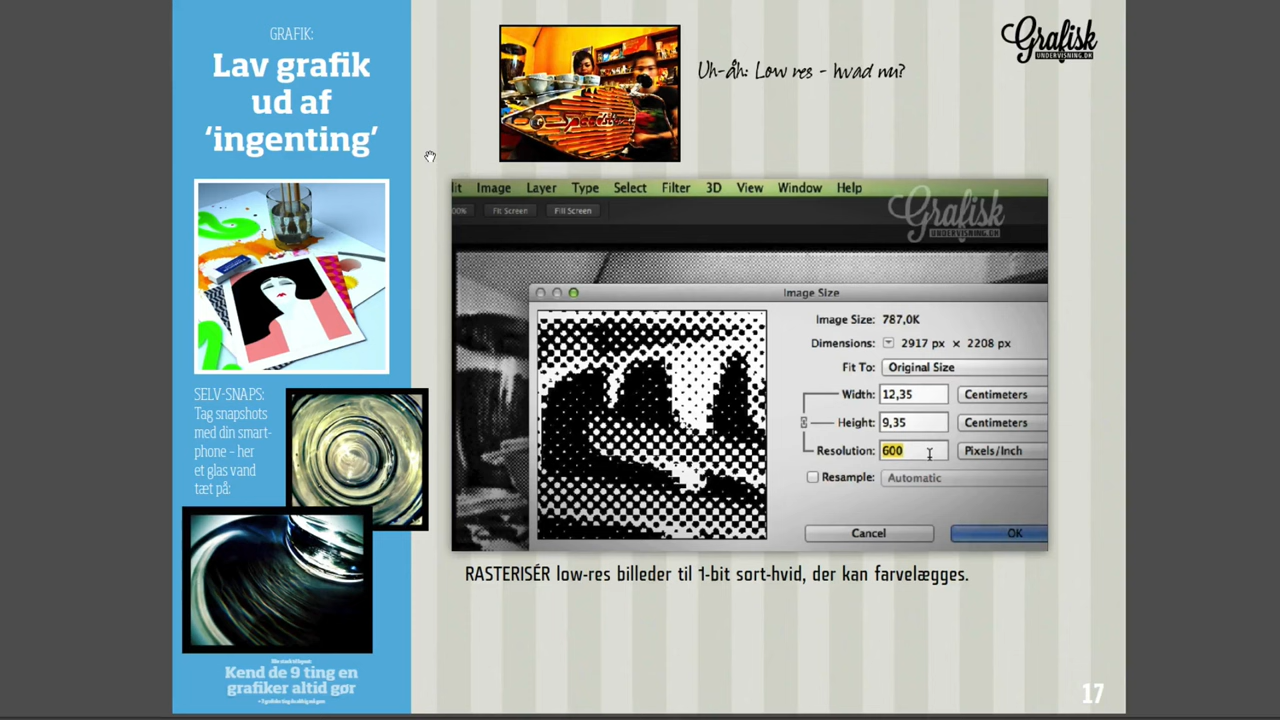 GRAFIK:
Lav grafik
ud af
‘ingenting’
SELV-SNAPS:
Tag snapshots
med din smart-
phone – her
et glas vand
tæt på:
Kend de 9 ting en
grafiker altid gør
Uh-åh: Low res – hvad nu?
Grafisk
UNDERVISNING.DK
Image Layer Type Select Filter 3D View Window Help
Fit Screen Fill Screen
Grafisk
UNDERVISNING.DK
Image Size
Image Size: 787,0K
Dimensions: 2917 px × 2208 px
Fit To: Original Size
Width: 12,35 Centimeters
Height: 9,35 Centimeters
Resolution: 600 Pixels/Inch
Resample: Automatic
Cancel OK
RASTERISÉR low-res billeder til 1-bit sort-hvid, der kan farvelægges.
17